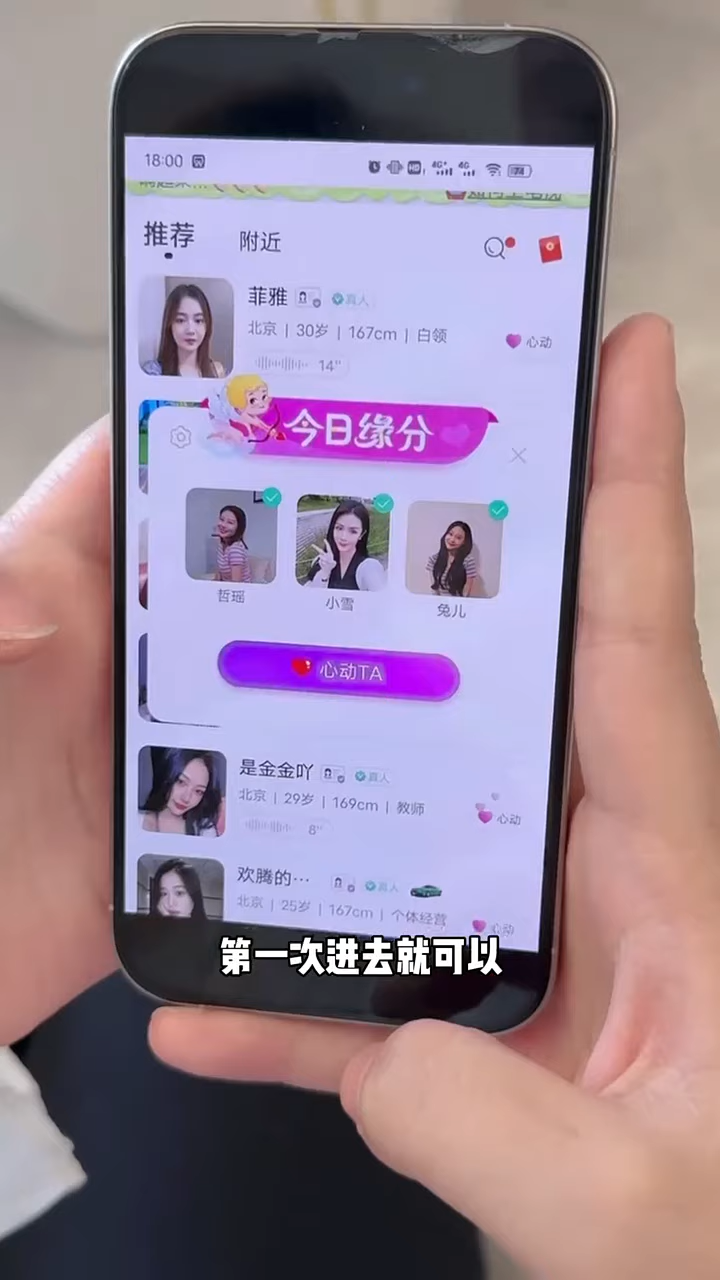 18:00
推荐
附近
菲雅
真人
北京 | 30岁 | 167cm | 白领
心动
14"
今日缘分
哲瑶
小雪
兔儿
心动TA
是金金吖
真人
北京 | 29岁 | 169cm | 教师
心动
8"
欢腾的…
真人
北京 | 25岁 | 167cm | 个体经营
心动
第一次进去就可以